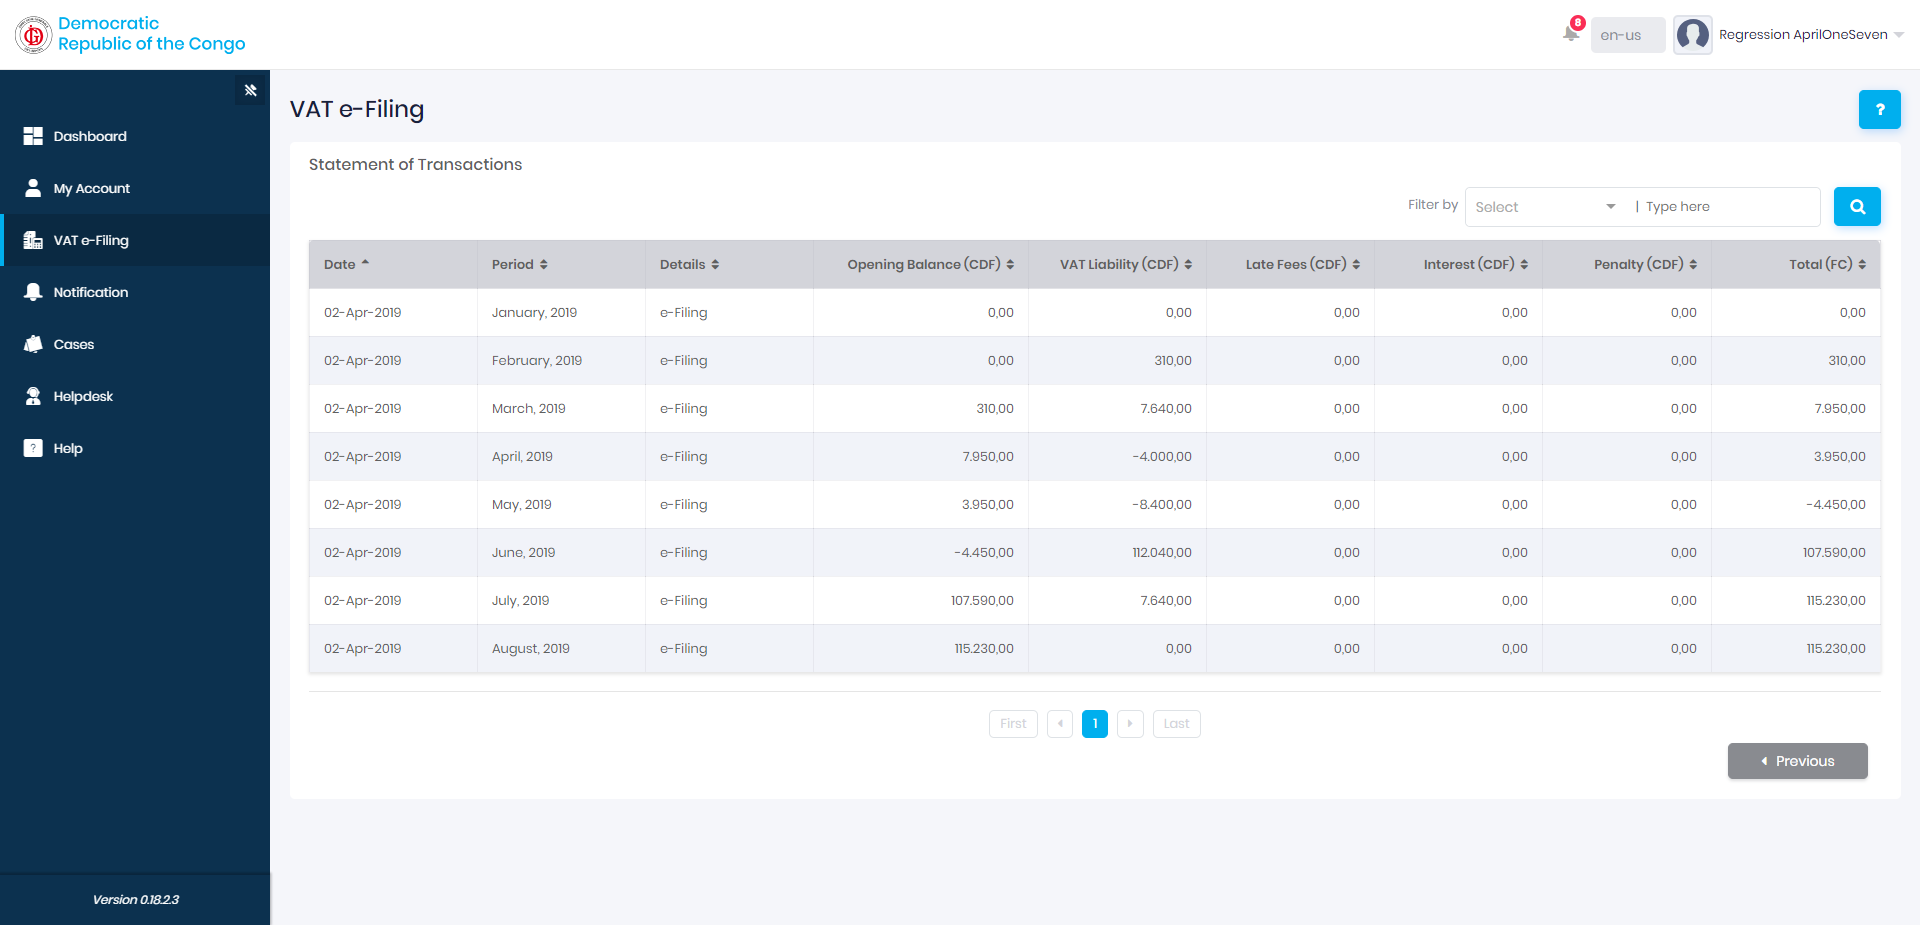 Democratic
Republic of the Congo
8
en-us
Regression AprilOneSeven
Dashboard
My Account
VAT e-Filing
Notification
Cases
Helpdesk
? Help
Version 0.18.2.3
VAT e-Filing
?
Statement of Transactions
Filter by Select | Type here
Date Period Details Opening Balance (CDF) VAT Liability (CDF) Late Fees (CDF) Interest (CDF) Penalty (CDF) Total (FC)
02-Apr-2019 January, 2019 e-Filing 0,00 0,00 0,00 0,00 0,00 0,00
02-Apr-2019 February, 2019 e-Filing 0,00 310,00 0,00 0,00 0,00 310,00
02-Apr-2019 March, 2019 e-Filing 310,00 7.640,00 0,00 0,00 0,00 7.950,00
02-Apr-2019 April, 2019 e-Filing 7.950,00 -4.000,00 0,00 0,00 0,00 3.950,00
02-Apr-2019 May, 2019 e-Filing 3.950,00 -8.400,00 0,00 0,00 0,00 -4.450,00
02-Apr-2019 June, 2019 e-Filing -4.450,00 112.040,00 0,00 0,00 0,00 107.590,00
02-Apr-2019 July, 2019 e-Filing 107.590,00 7.640,00 0,00 0,00 0,00 115.230,00
02-Apr-2019 August, 2019 e-Filing 115.230,00 0,00 0,00 0,00 0,00 115.230,00
First 1 Last
Previous